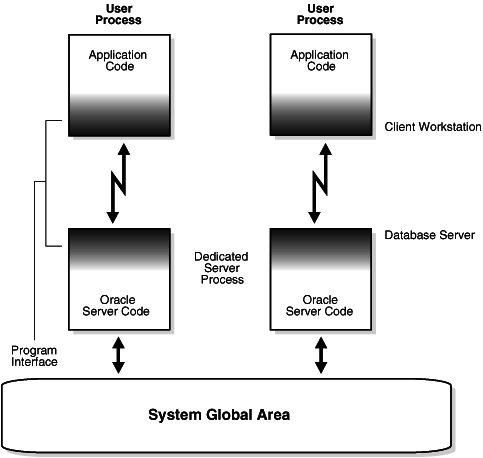 User
Process
User
Process
Application
Code
Application
Code
Client Workstation
Database Server
Dedicated
Server
Process
Oracle
Server Code
Oracle
Server Code
Program
Interface
System Global Area